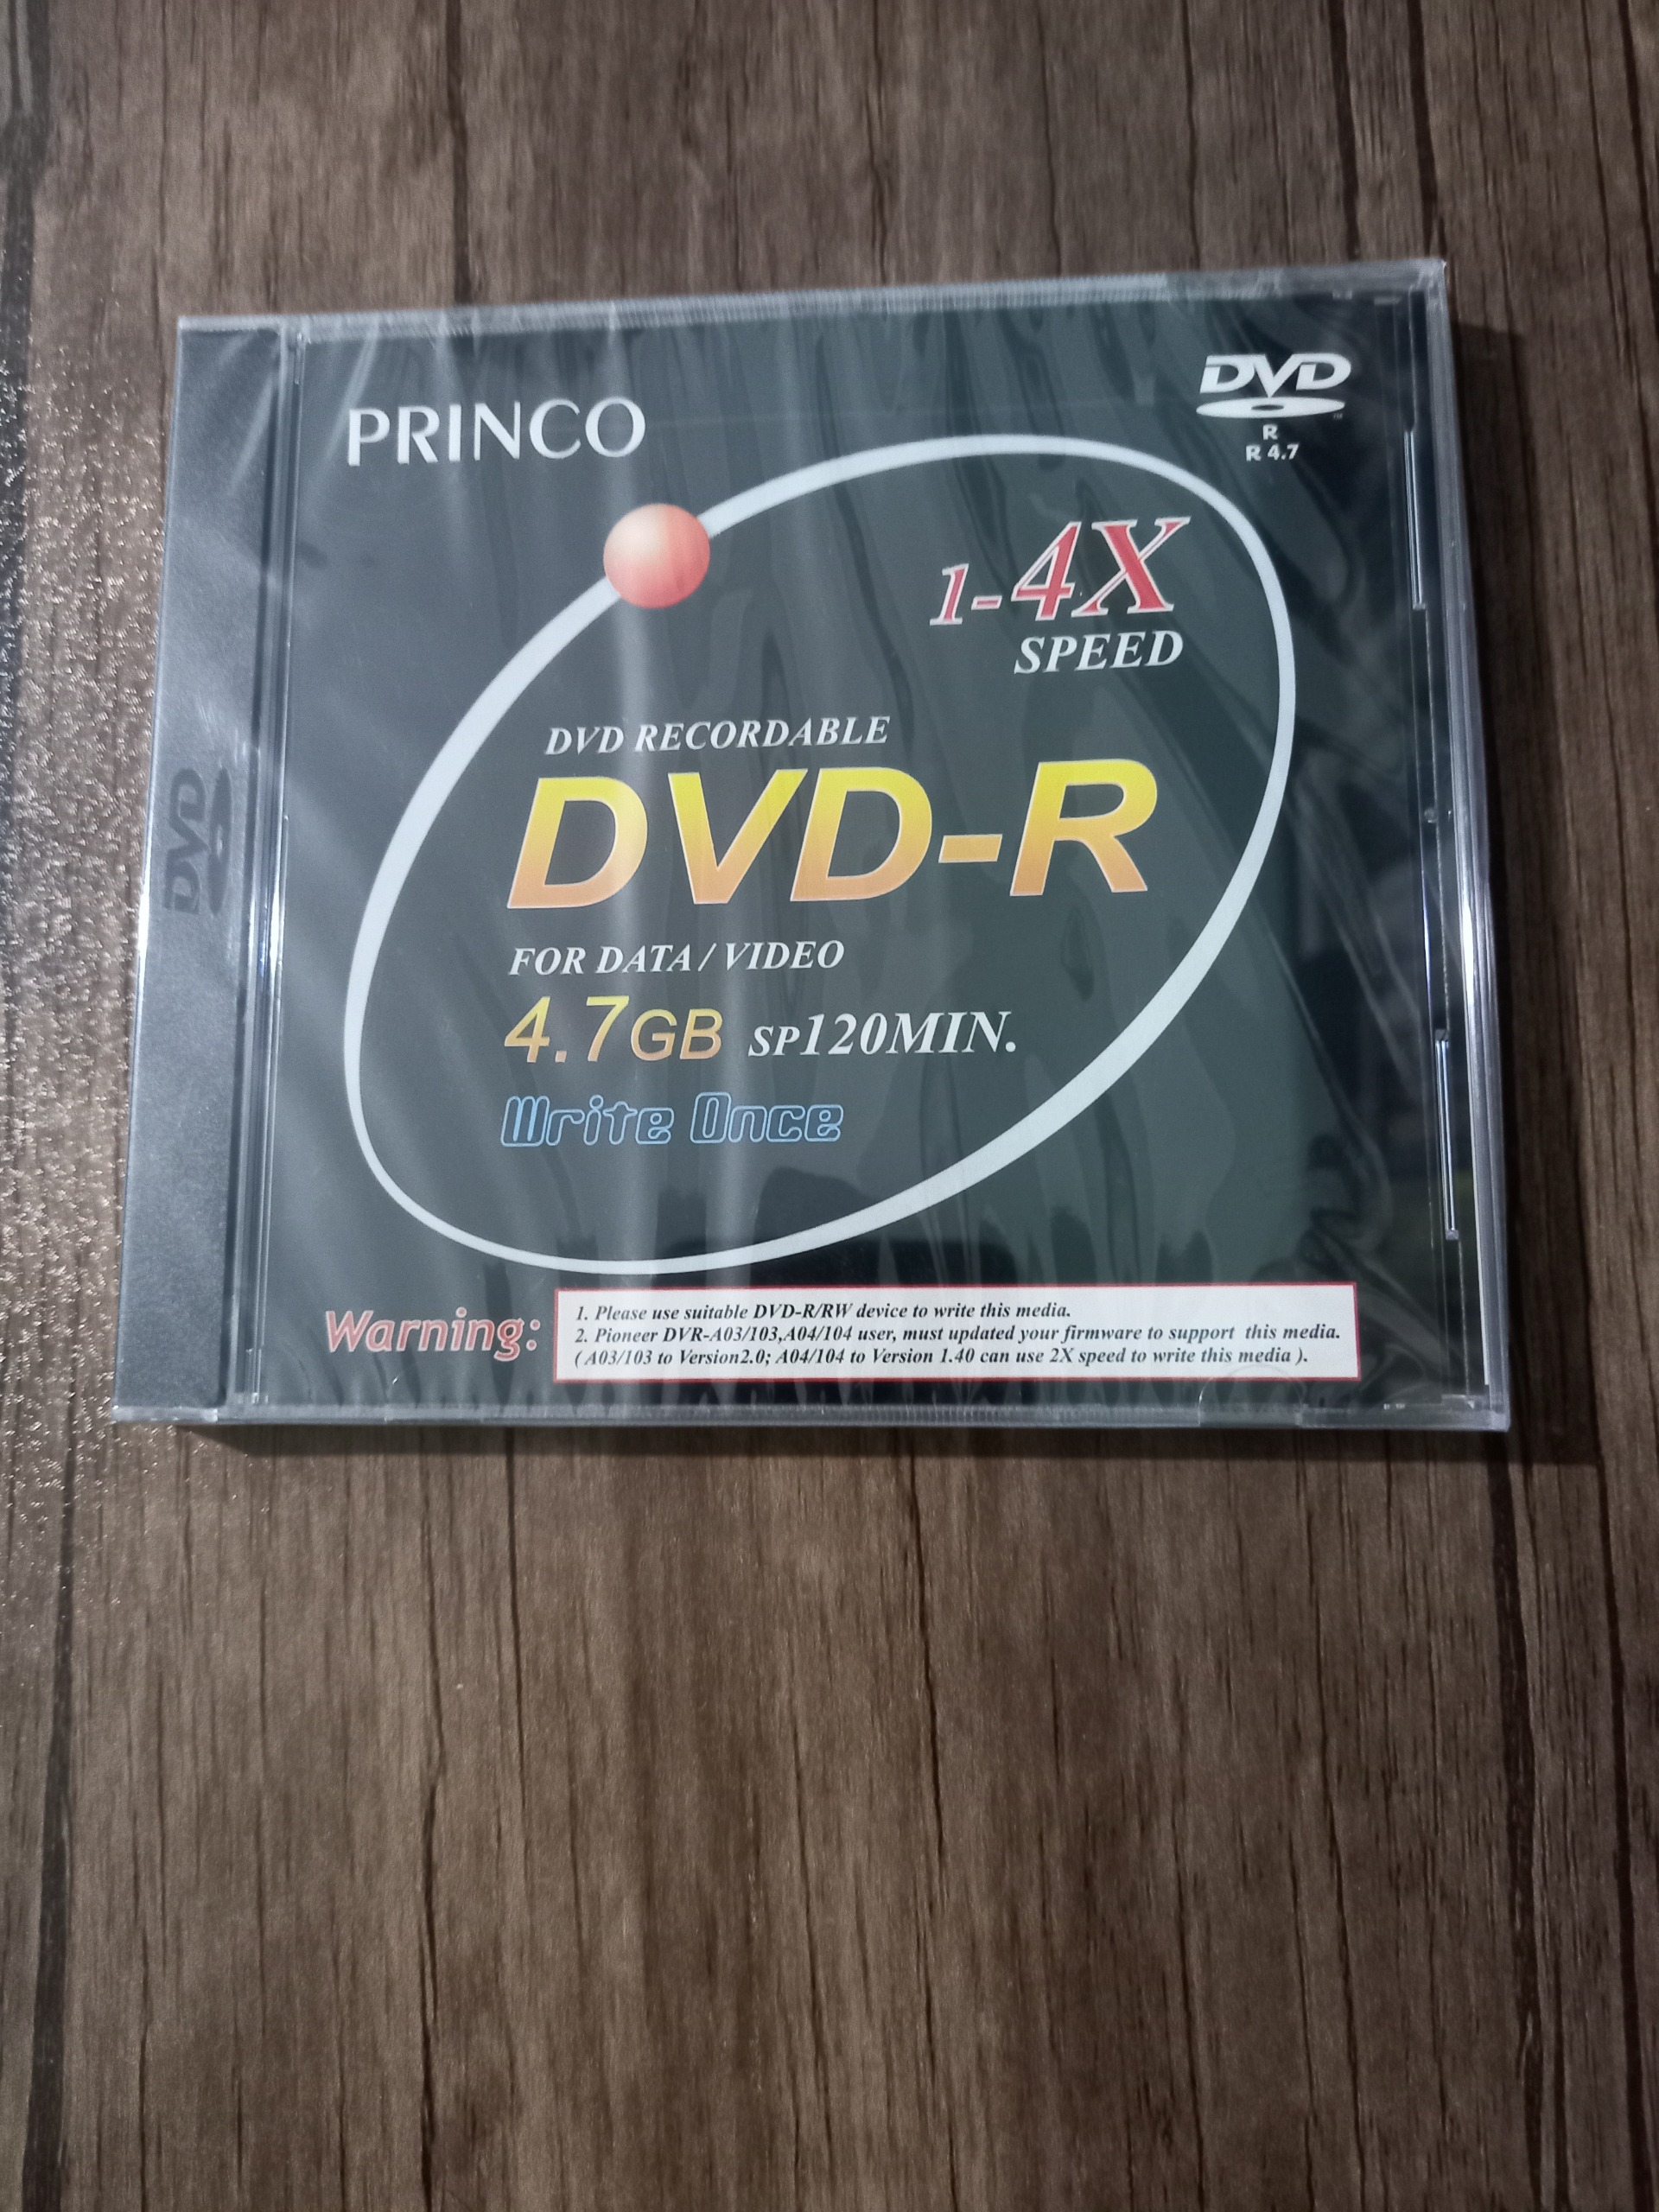 PRINCO
DVD
R
R 4.7
1-4X
SPEED
DVD RECORDABLE
DVD-R
FOR DATA / VIDEO
4.7GB SP120MIN.
Write Once
DVD
Warning:
1. Please use suitable DVD-R/RW device to write this media.
2. Pioneer DVR-A03/103,A04/104 user, must updated your firmware to support this media.
( A03/103 to Version2.0; A04/104 to Version 1.40 can use 2X speed to write this media ).